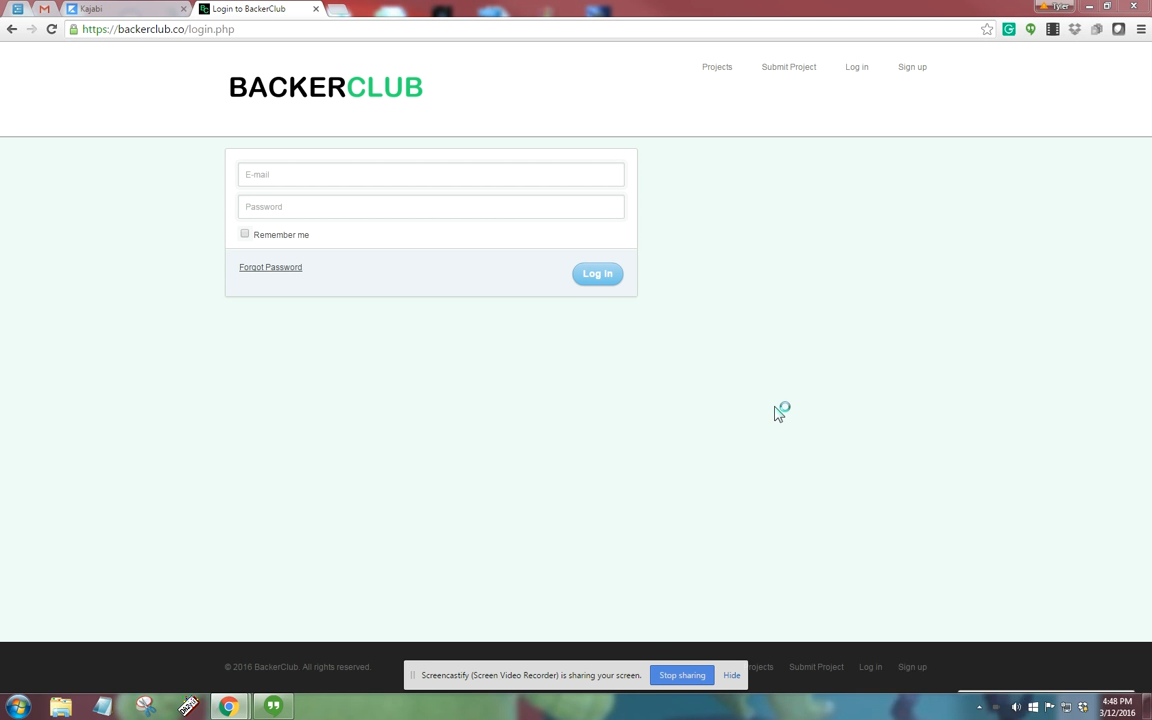 Kajabi
Login to BackerClub
Tyler
https://backerclub.co/login.php
Projects
Submit Project
Log in
Sign up
BACKERCLUB
E-mail
Password
Remember me
Forgot Password
Log In
© 2016 BackerClub. All rights reserved.
rojects
Submit Project
Log in
Sign up
Screencastify (Screen Video Recorder) is sharing your screen.
Stop sharing
Hide
4:48 PM
3/12/2016